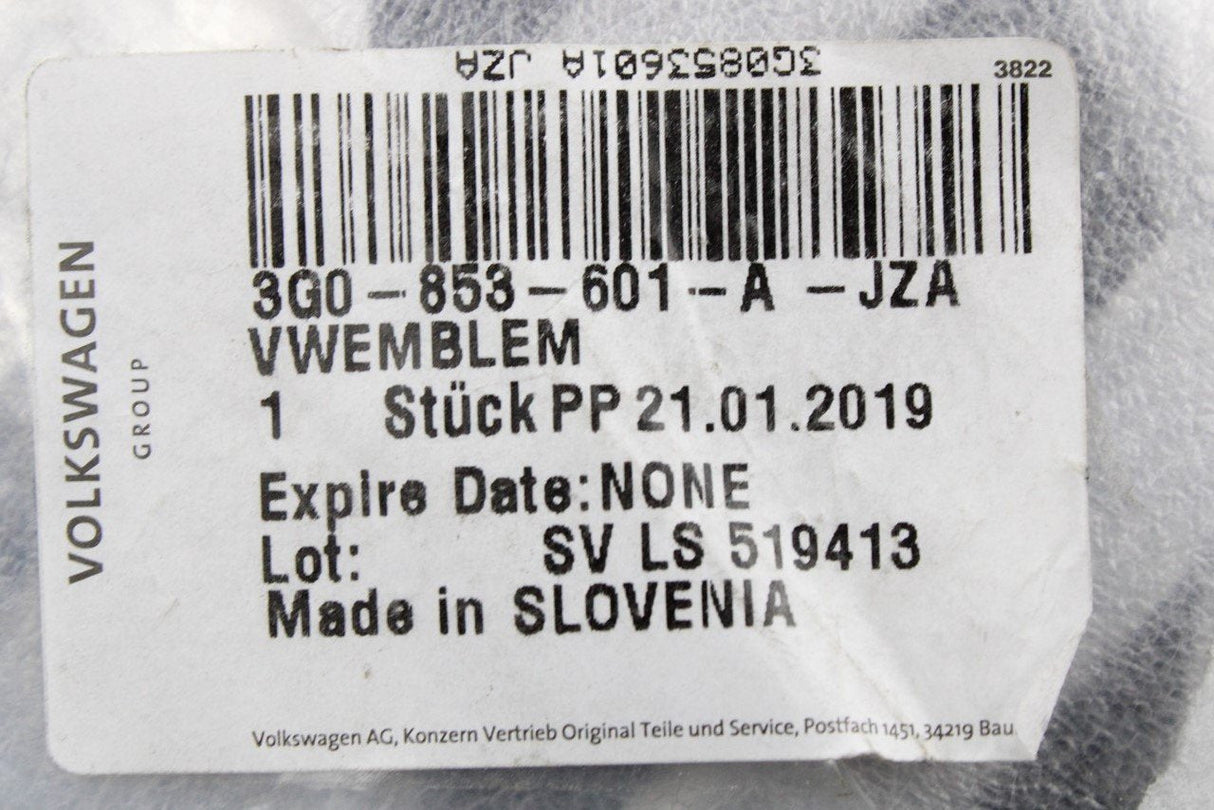 3G0853601A JZA
3822
3G0-853-601-A -JZA
VWEMBLEM
1 Stück PP 21.01.2019
Expire Date:NONE
Lot: SV LS 519413
Made in SLOVENIA
VOLKSWAGEN
GROUP
Volkswagen AG, Konzern Vertrieb Original Teile und Service, Postfach 1451, 34219 Bau